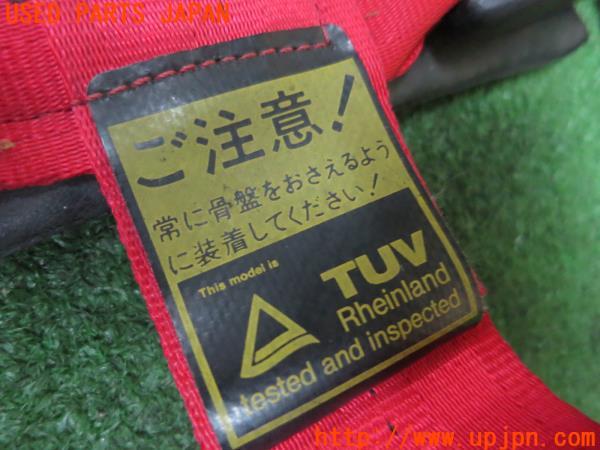 USED PARTS JAPAN
ご注意!
常に骨盤をおさえるよう
に装着してください!
This model is
TUV
Rheinland
tested and inspected
http://www.upjpn.com